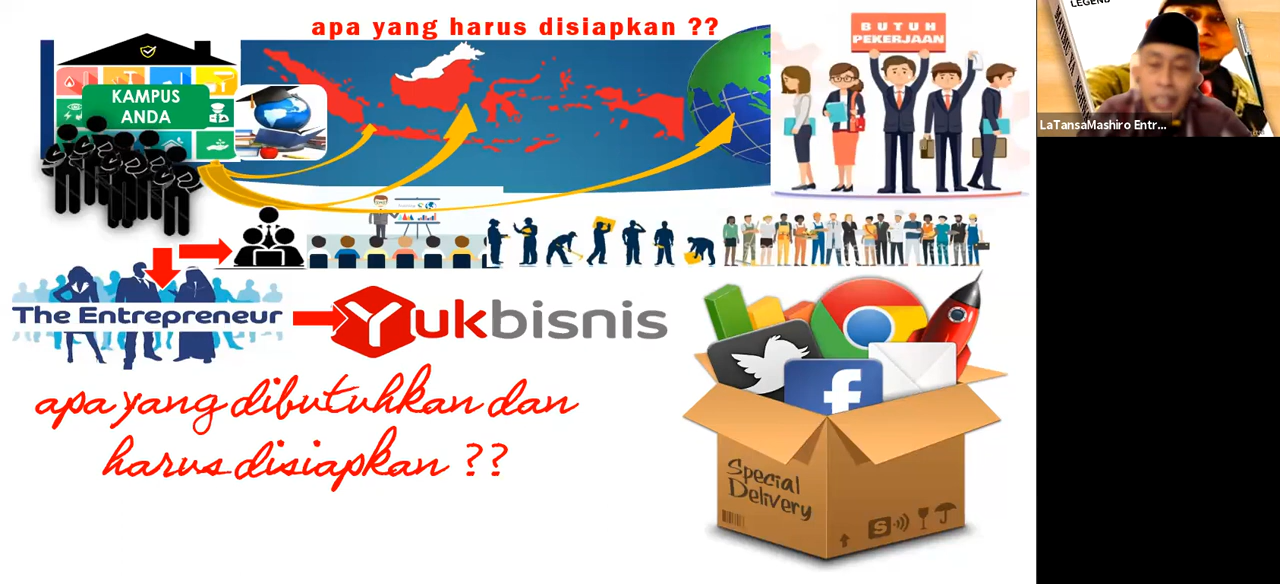 apa yang harus disiapkan ??
KAMPUS
ANDA
BUTUH
PEKERJAAN
The Entrepreneur
Yukbisnis
apa yang dibutuhkan dan
harus disiapkan ??
Special
Delivery
S
LEGEND
LaTansaMashiro Entr...